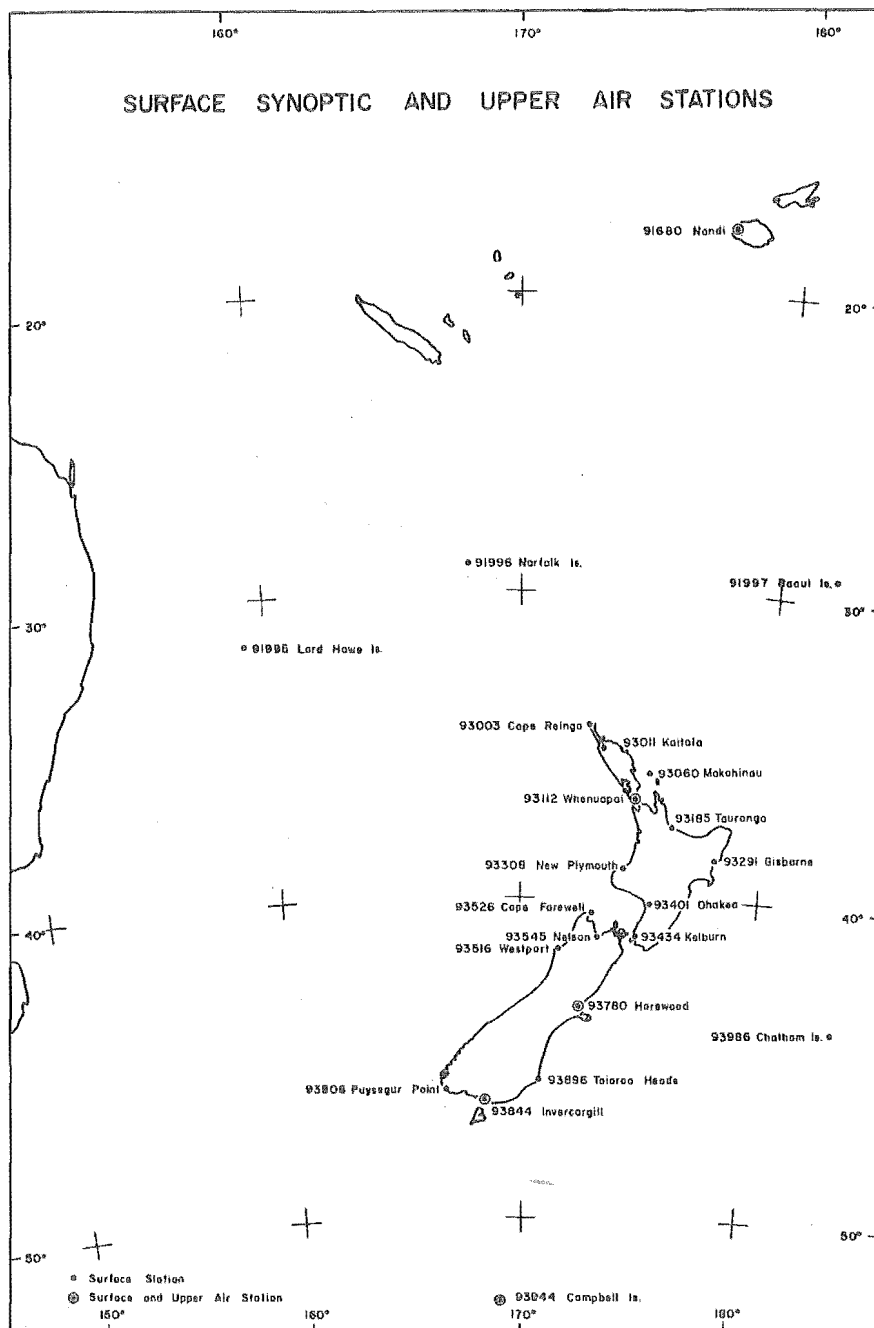 160° 170° 180°
SURFACE SYNOPTIC AND UPPER AIR STATIONS
91680 Nandi
20° 20°
91996 Norfolk Is.
91997 Raoul Is.
30° 30°
91995 Lord Howe Is.
93003 Cape Reinga
93011 Kaitaia
93060 Mokohinau
93112 Whenuapai
93185 Tauranga
93291 Gisborne
93308 New Plymouth
93401 Ohakea
93526 Cape Farewell
40° 40°
93545 Nelson 93434 Kelburn
93516 Westport
93780 Harewood
93986 Chatham Is.
93896 Taiaroa Heads
93806 Puysegur Point
93844 Invercargill
50° 50°
Surface Station
Surface and Upper Air Station
93944 Campbell Is.
150° 160° 170° 180°